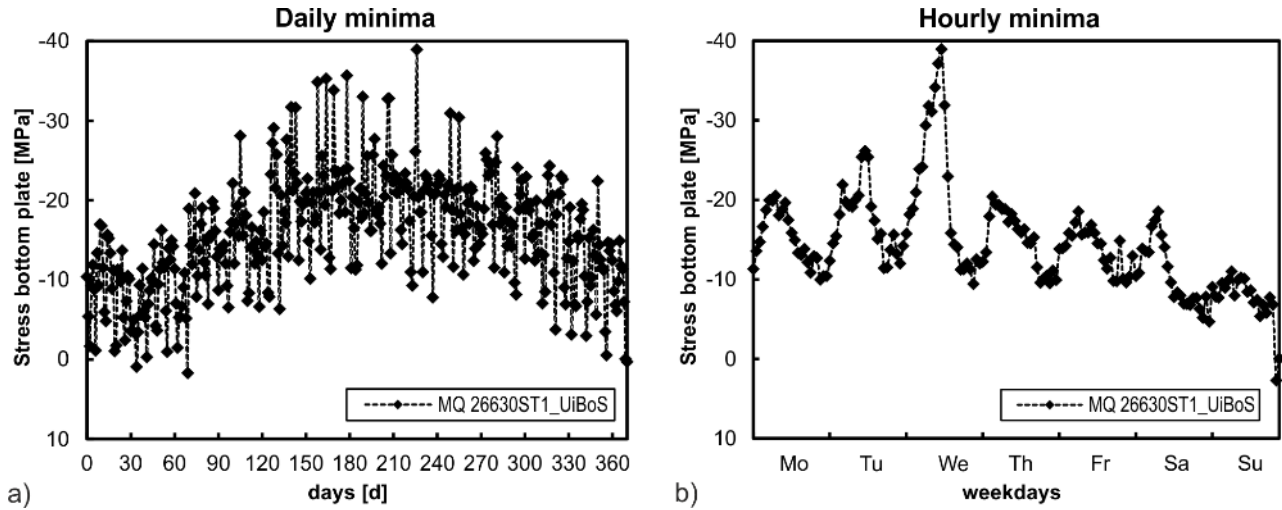 Daily minima
-40
-30
-20
-10
0
10
Stress bottom plate [MPa]
MQ 26630ST1_UiBoS
0 30 60 90 120 150 180 210 240 270 300 330 360
days [d]
a)
Hourly minima
-40
-30
-20
-10
0
10
Stress bottom plate [MPa]
MQ 26630ST1_UiBoS
Mo Tu We Th Fr Sa Su
weekdays
b)